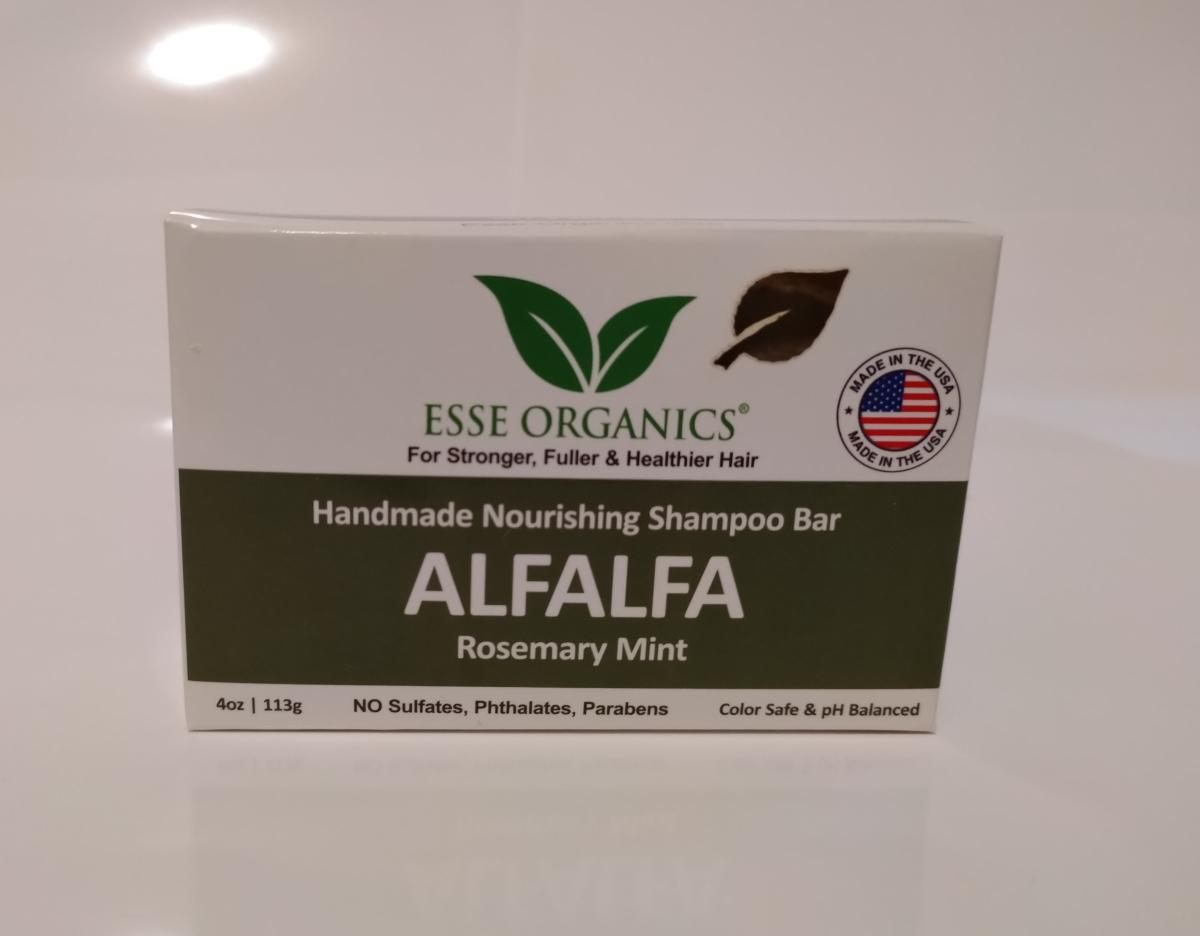 ESSE ORGANICS®
For Stronger, Fuller & Healthier Hair
MADE IN THE USA
MADE IN THE USA
Handmade Nourishing Shampoo Bar
ALFALFA
Rosemary Mint
4oz | 113g
NO Sulfates, Phthalates, Parabens
Color Safe & pH Balanced